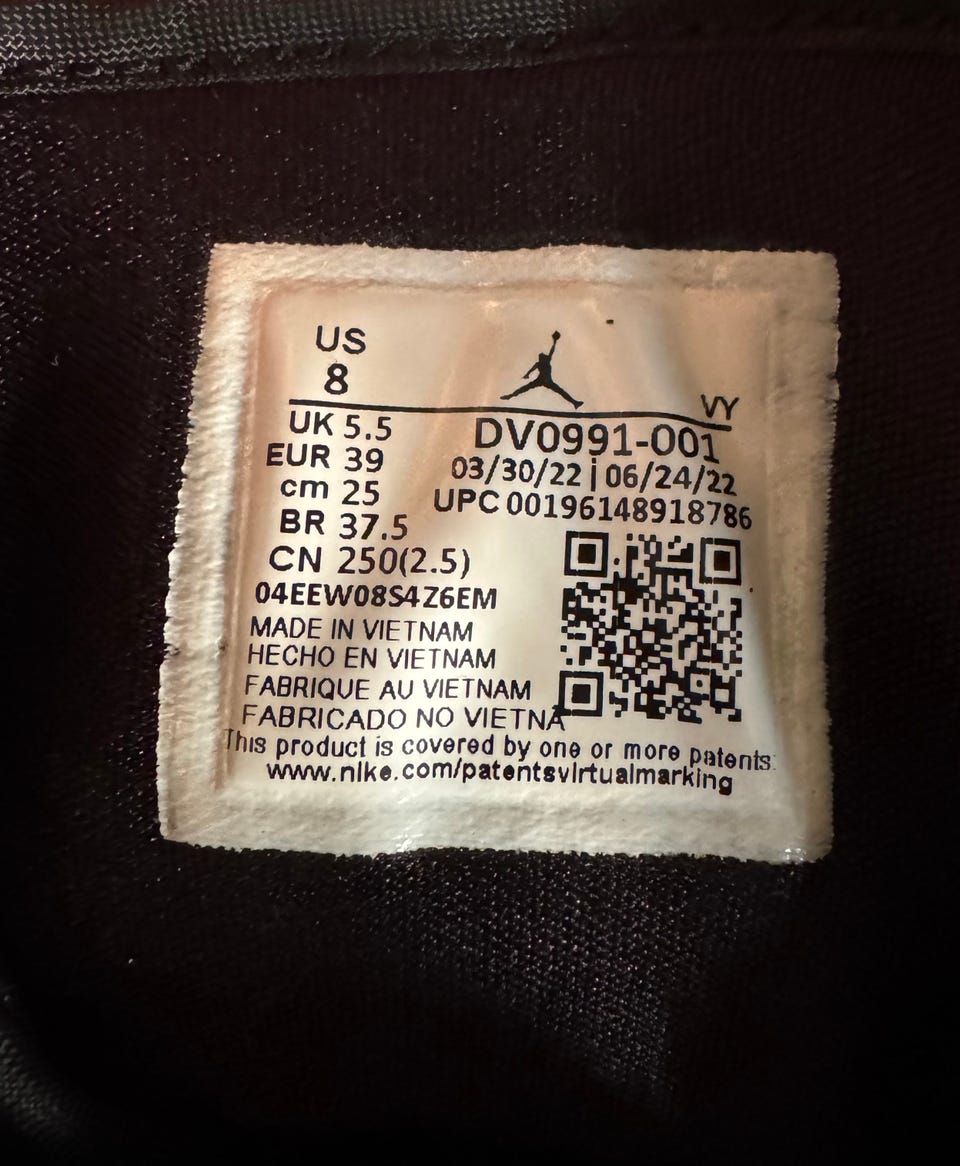 US
8
VY
UK 5.5
EUR 39
cm 25
BR 37.5
CN 250(2.5)
DV0991-001
03/30/22 | 06/24/22
UPC 00196148918786
04EEW08S4Z6EM
MADE IN VIETNAM
HECHO EN VIETNAM
FABRIQUE AU VIETNAM
FABRICADO NO VIETNA
This product is covered by one or more patents:
www.nike.com/patentsvirtualmarking